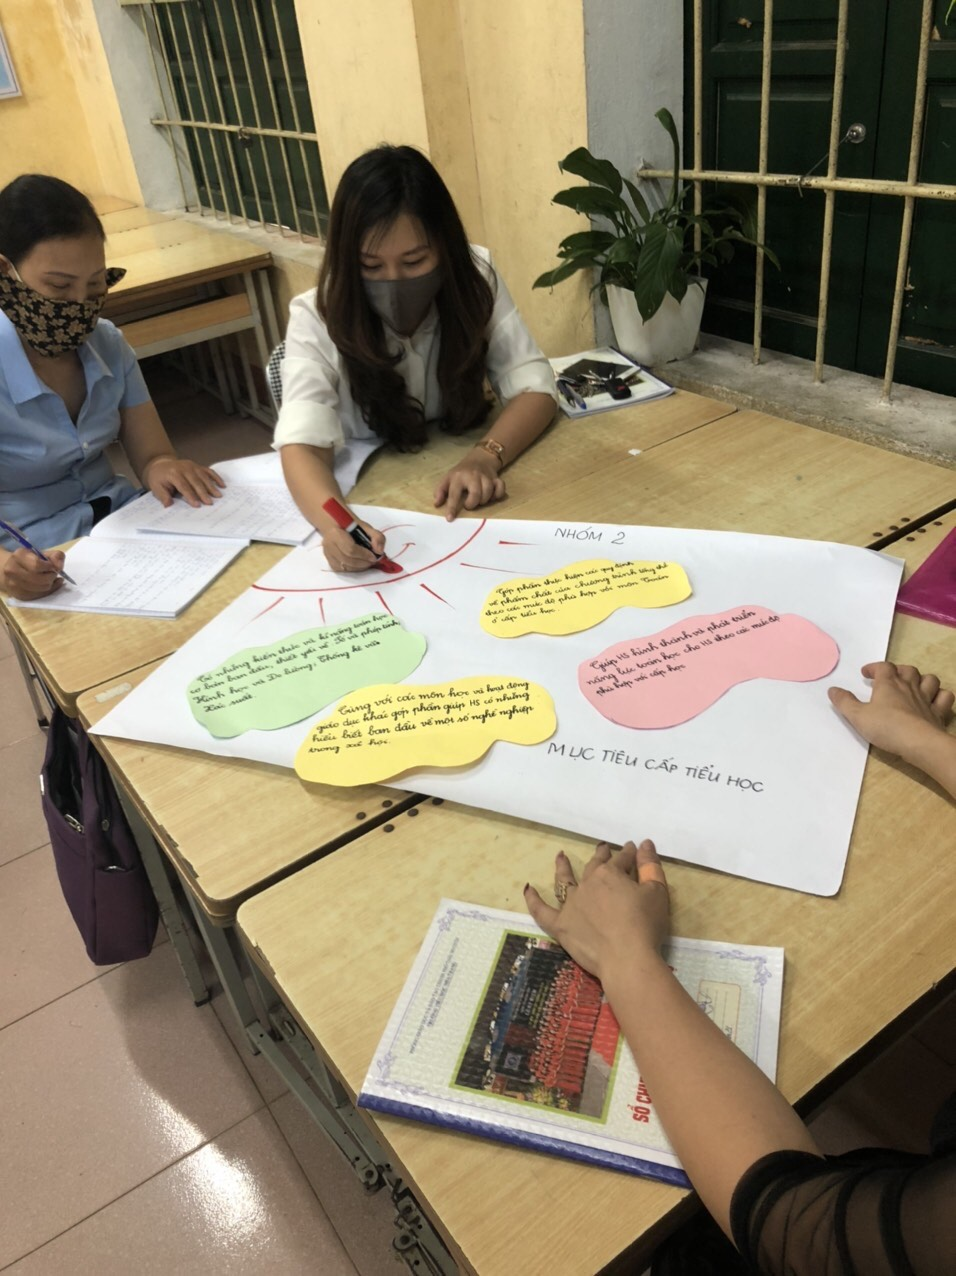 NHÓM 2
Góp phần thực hiện các quy định
về phẩm chất của chương trình tổng thể
theo các mức độ phù hợp với môn Toán
ở cấp tiểu học
Giúp HS hình thành và phát triển
năng lực toán học cho HS theo các mức độ
phù hợp với cấp học
Có những kiến thức và kĩ năng toán học
cơ bản ban đầu, thiết yếu về Số và phép tính
Hình học và Đo lường; Thống kê và
Xác suất
Cùng với các môn học và hoạt động
giáo dục khác góp phần giúp HS có những
hiểu biết ban đầu về một số nghề nghiệp
trong xã hội.
MỤC TIÊU CẤP TIỂU HỌC
SỔ